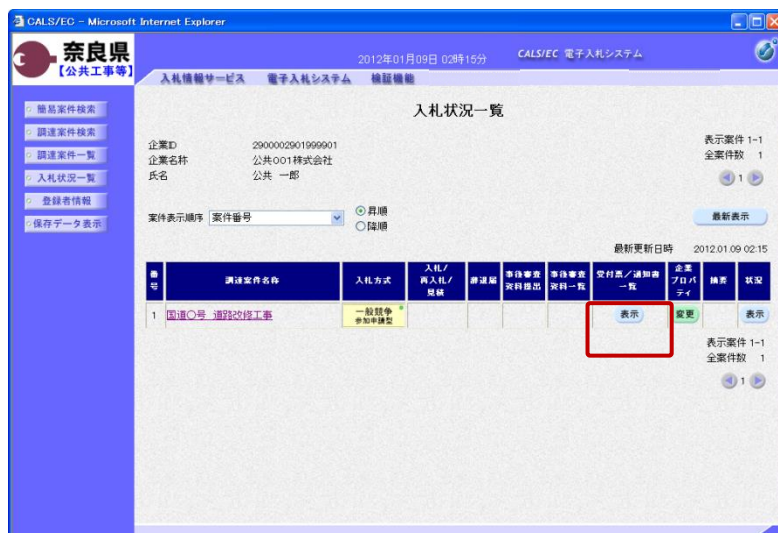 CALS/EC - Microsoft Internet Explorer
奈良県
【公共工事等】
2012年01月09日 02時15分
CALS/EC 電子入札システム
入札情報サービス 電子入札システム 検証機能
簡易案件検索
調達案件検索
調達案件一覧
入札状況一覧
登録者情報
保存データ表示
入札状況一覧
企業ID 2900002901999901
企業名称 公共001株式会社
氏名 公共 一郎
表示案件 1-1
全案件数 1
1
案件表示順序 案件番号
昇順
降順
最新表示
最新更新日時 2012.01.09 02:15
番号 調達案件名称 入札方式 入札/再入札/見積 辞退届 事後審査資料提出 事後審査資料一覧 受付票/通知書一覧 企業プロパティ 摘要 状況
1 国道〇号 道路改修工事 一般競争 参加申請型 表示 変更 表示
表示案件 1-1
全案件数 1
1